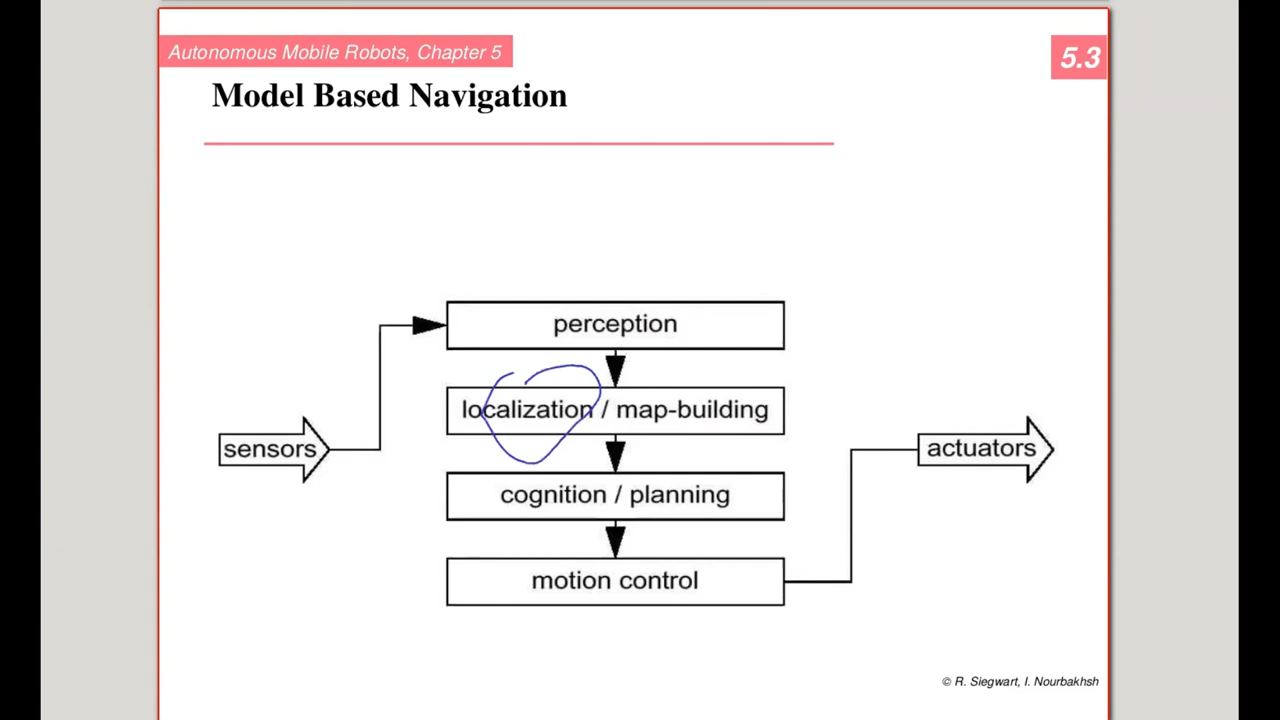 Autonomous Mobile Robots, Chapter 5
5.3
Model Based Navigation
perception
localization / map-building
sensors
actuators
cognition / planning
motion control
© R. Siegwart, I. Nourbakhsh